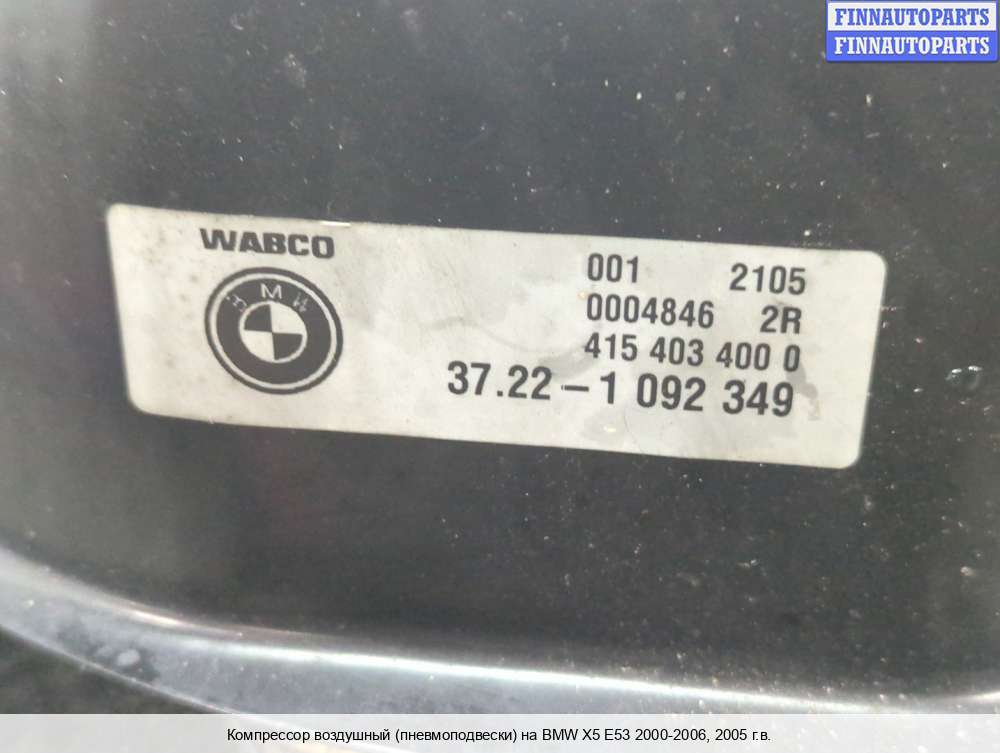 FINNAUTOPARTS
FINNAUTOPARTS
WABCO
BMW
001 2105
0004846 2R
415 403 400 0
37.22 – 1 092 349
Компрессор воздушный (пневмоподвески) на BMW X5 E53 2000-2006, 2005 г.в.